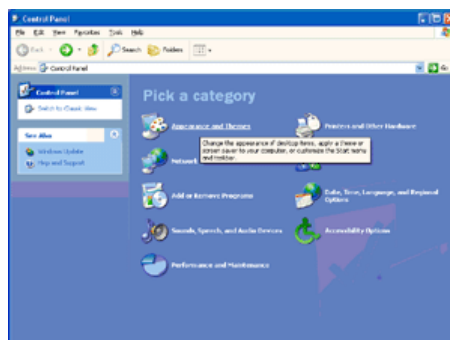 Control Panel
File Edit View Favorites Tools Help
Back Search Folders
Address Control Panel Go
Control Panel
Switch to Classic View
See Also
Windows Update
Help and Support
Pick a category
Appearance and Themes
Printers and Other Hardware
Change the appearance of desktop items, apply a theme or
screen saver to your computer, or customize the Start menu
and taskbar.
Network
Add or Remove Programs
Date, Time, Language, and Regional
Options
Sounds, Speech, and Audio Devices
Accessibility Options
Performance and Maintenance